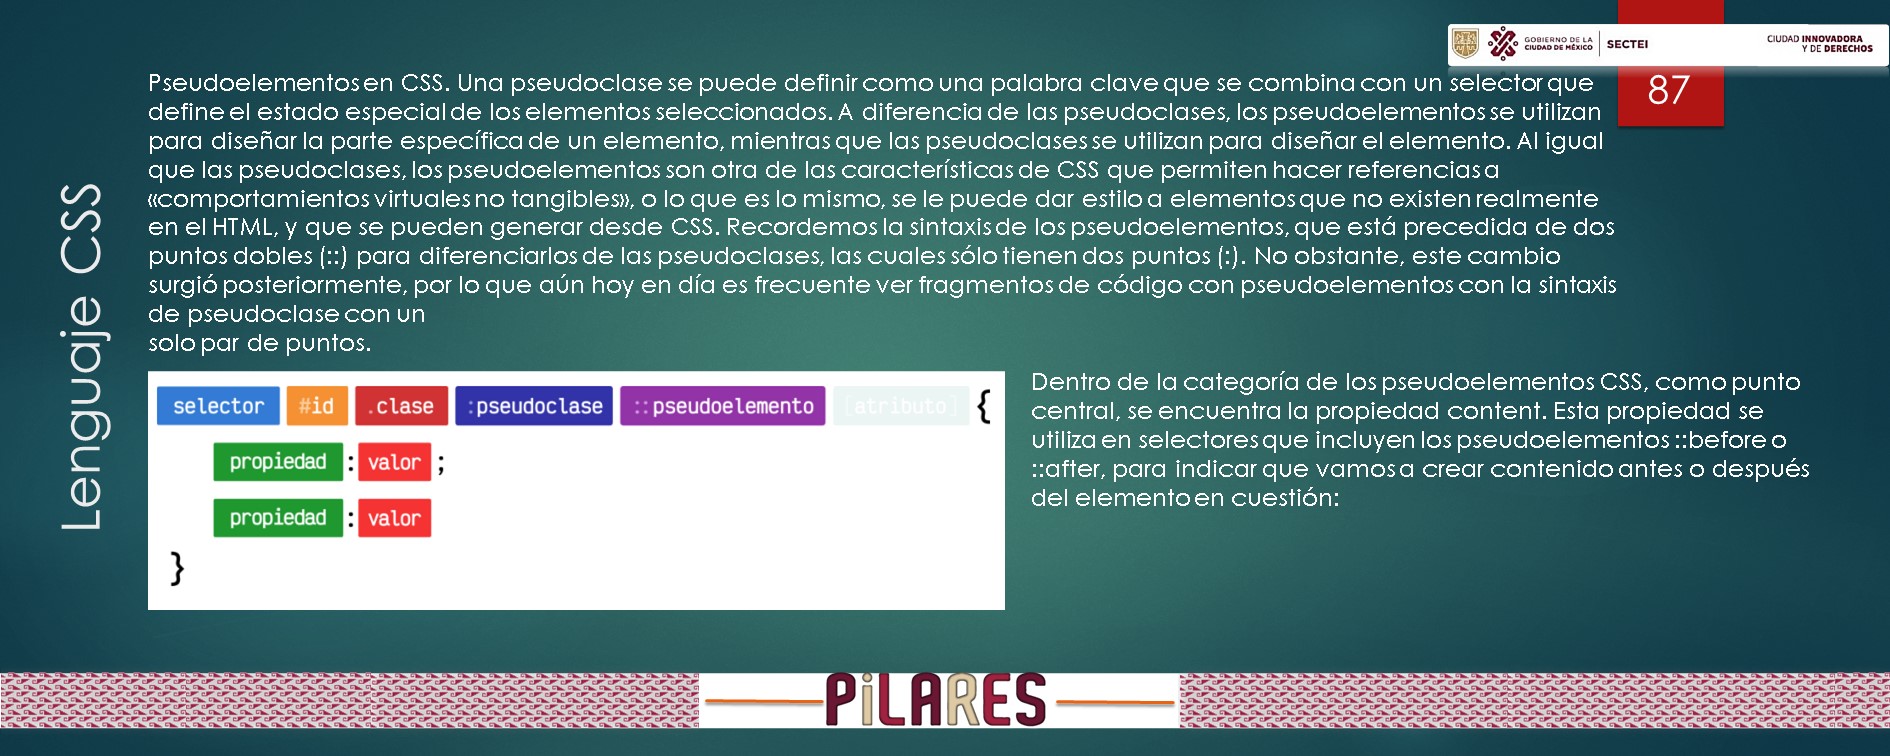 GOBIERNO DE LA
CIUDAD DE MÉXICO
SECTEI
CIUDAD INNOVADORA
Y DE DERECHOS
87
Lenguaje CSS
Pseudoelementos en CSS. Una pseudoclase se puede definir como una palabra clave que se combina con un selector que
define el estado especial de los elementos seleccionados. A diferencia de las pseudoclases, los pseudoelementos se utilizan
para diseñar la parte específica de un elemento, mientras que las pseudoclases se utilizan para diseñar el elemento. Al igual
que las pseudoclases, los pseudoelementos son otra de las características de CSS que permiten hacer referencias a
«comportamientos virtuales no tangibles», o lo que es lo mismo, se le puede dar estilo a elementos que no existen realmente
en el HTML, y que se pueden generar desde CSS. Recordemos la sintaxis de los pseudoelementos, que está precedida de dos
puntos dobles (::) para diferenciarlos de las pseudoclases, las cuales sólo tienen dos puntos (:). No obstante, este cambio
surgió posteriormente, por lo que aún hoy en día es frecuente ver fragmentos de código con pseudoelementos con la sintaxis
de pseudoclase con un
solo par de puntos.
selector #id .clase :pseudoclase ::pseudoelemento [atributo] {
propiedad : valor ;
propiedad : valor
}
Dentro de la categoría de los pseudoelementos CSS, como punto
central, se encuentra la propiedad content. Esta propiedad se
utiliza en selectores que incluyen los pseudoelementos ::before o
::after, para indicar que vamos a crear contenido antes o después
del elemento en cuestión:
PiLARES